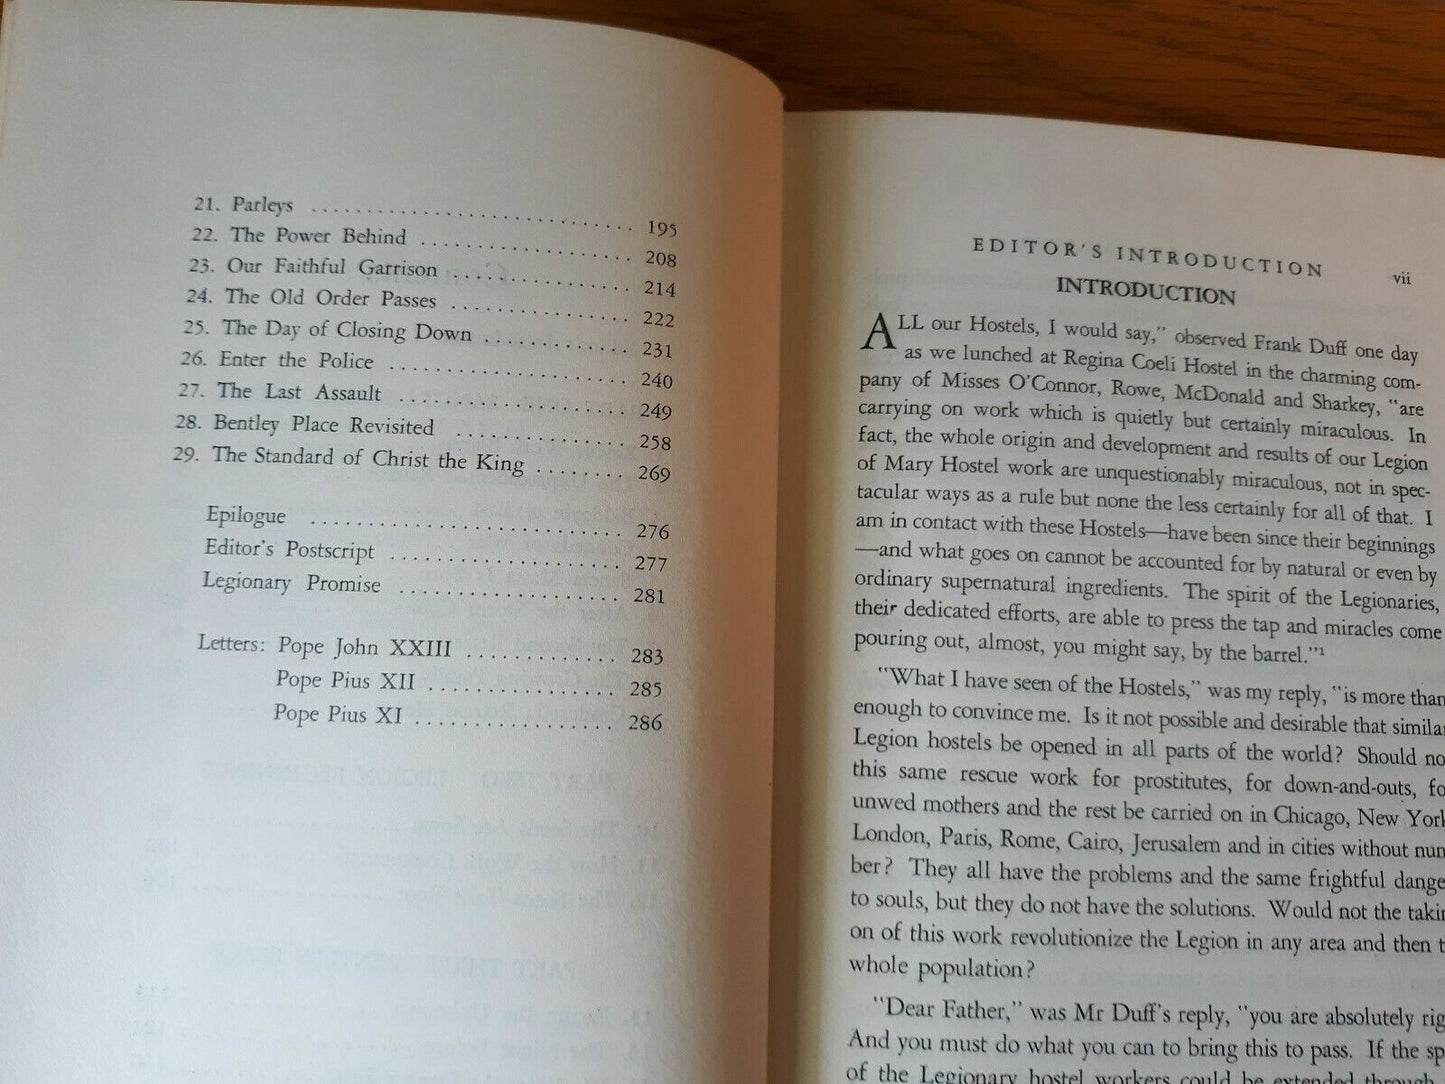 21. Parleys . . . . . . . . . . . . . . . . . . . . . . . . . . . . . 195
22. The Power Behind . . . . . . . . . . . . . . . . . . . 208
23. Our Faithful Garrison . . . . . . . . . . . . . . . . 214
24. The Old Order Passes . . . . . . . . . . . . . . . . 222
25. The Day of Closing Down . . . . . . . . . . . . . 231
26. Enter the Police . . . . . . . . . . . . . . . . . . . . . 240
27. The Last Assault . . . . . . . . . . . . . . . . . . . . 249
28. Bentley Place Revisited . . . . . . . . . . . . . . . 258
29. The Standard of Christ the King . . . . . . . . 269
Epilogue . . . . . . . . . . . . . . . . . . . . . . . . . . . 276
Editor's Postscript . . . . . . . . . . . . . . . . . . . . 277
Legionary Promise . . . . . . . . . . . . . . . . . . . 281
Letters: Pope John XXIII . . . . . . . . . . . . . 283
Pope Pius XII . . . . . . . . . . . . . . . . 285
Pope Pius XI . . . . . . . . . . . . . . . . . 286
EDITOR'S INTRODUCTION vii
INTRODUCTION
ALL our Hostels, I would say," observed Frank Duff one day
as we lunched at Regina Coeli Hostel in the charming com-
pany of Misses O'Connor, Rowe, McDonald and Sharkey, "are
carrying on work which is quietly but certainly miraculous. In
fact, the whole origin and development and results of our Legion
of Mary Hostel work are unquestionably miraculous, not in spec-
tacular ways as a rule but none the less certainly for all of that. I
am in contact with these Hostels—have been since their beginnings
—and what goes on cannot be accounted for by natural or even by
ordinary supernatural ingredients. The spirit of the Legionaries,
their dedicated efforts, are able to press the tap and miracles come
pouring out, almost, you might say, by the barrel."¹
"What I have seen of the Hostels," was my reply, "is more than
enough to convince me. Is it not possible and desirable that similar
Legion hostels be opened in all parts of the world? Should no
this same rescue work for prostitutes, for down-and-outs, fo
unwed mothers and the rest be carried on in Chicago, New York
London, Paris, Rome, Cairo, Jerusalem and in cities without num
ber? They all have the problems and the same frightful dange
to souls, but they do not have the solutions. Would not the takin
on of this work revolutionize the Legion in any area and then t
whole population?
"Dear Father," was Mr Duff's reply, "you are absolutely rig
And you must do what you can to bring this to pass. If the sp
of the Legionary hostel workers could be extended through